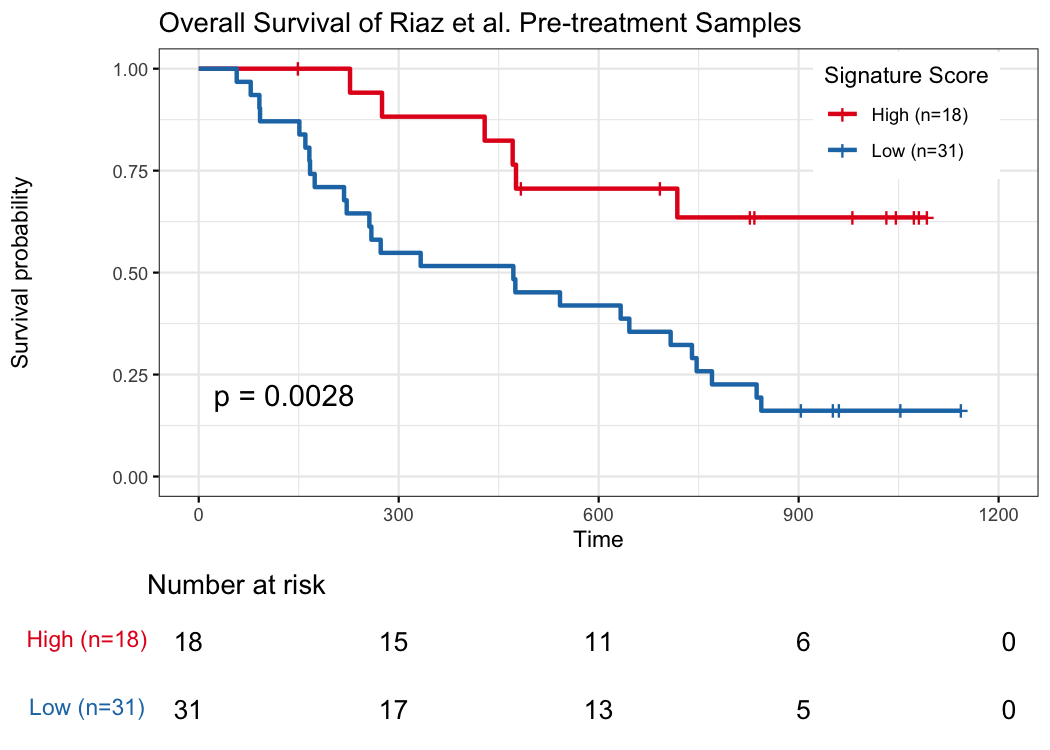 Overall Survival of Riaz et al. Pre-treatment Samples
Survival probability
1.00
0.75
0.50
0.25
0.00
Signature Score
High (n=18)
Low (n=31)
p = 0.0028
0 300 600 900 1200
Time
Number at risk
High (n=18) 18 15 11 6 0
Low (n=31) 31 17 13 5 0